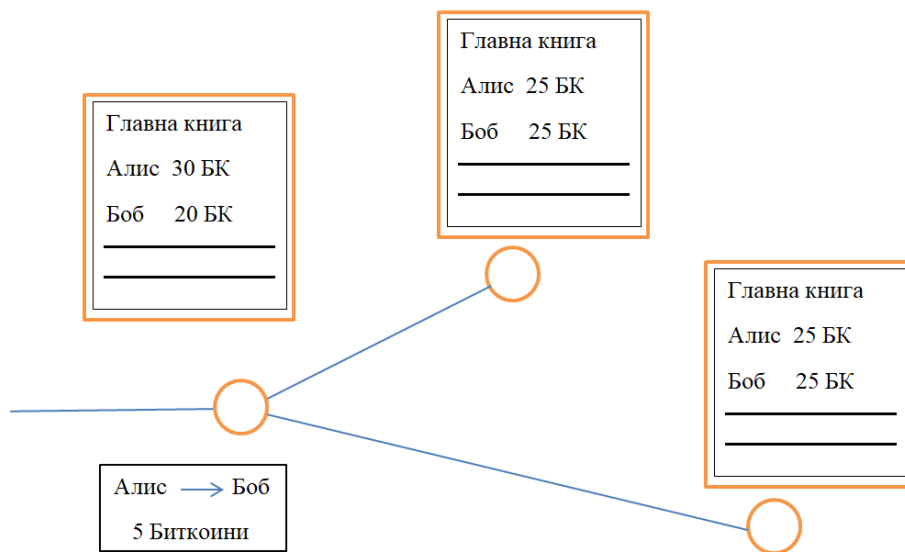 Главна книга
Алис 30 БК
Боб 20 БК
Главна книга
Алис 25 БК
Боб 25 БК
Главна книга
Алис 25 БК
Боб 25 БК
Алис → Боб
5 Биткоини